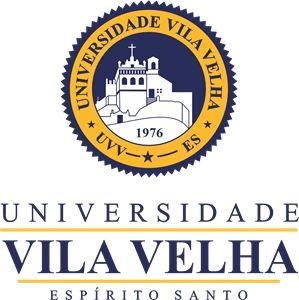 UNIVERSIDADE VILA VELHA
1976
UVV ES
UNIVERSIDADE
VILA VELHA
ESPÍRITO SANTO